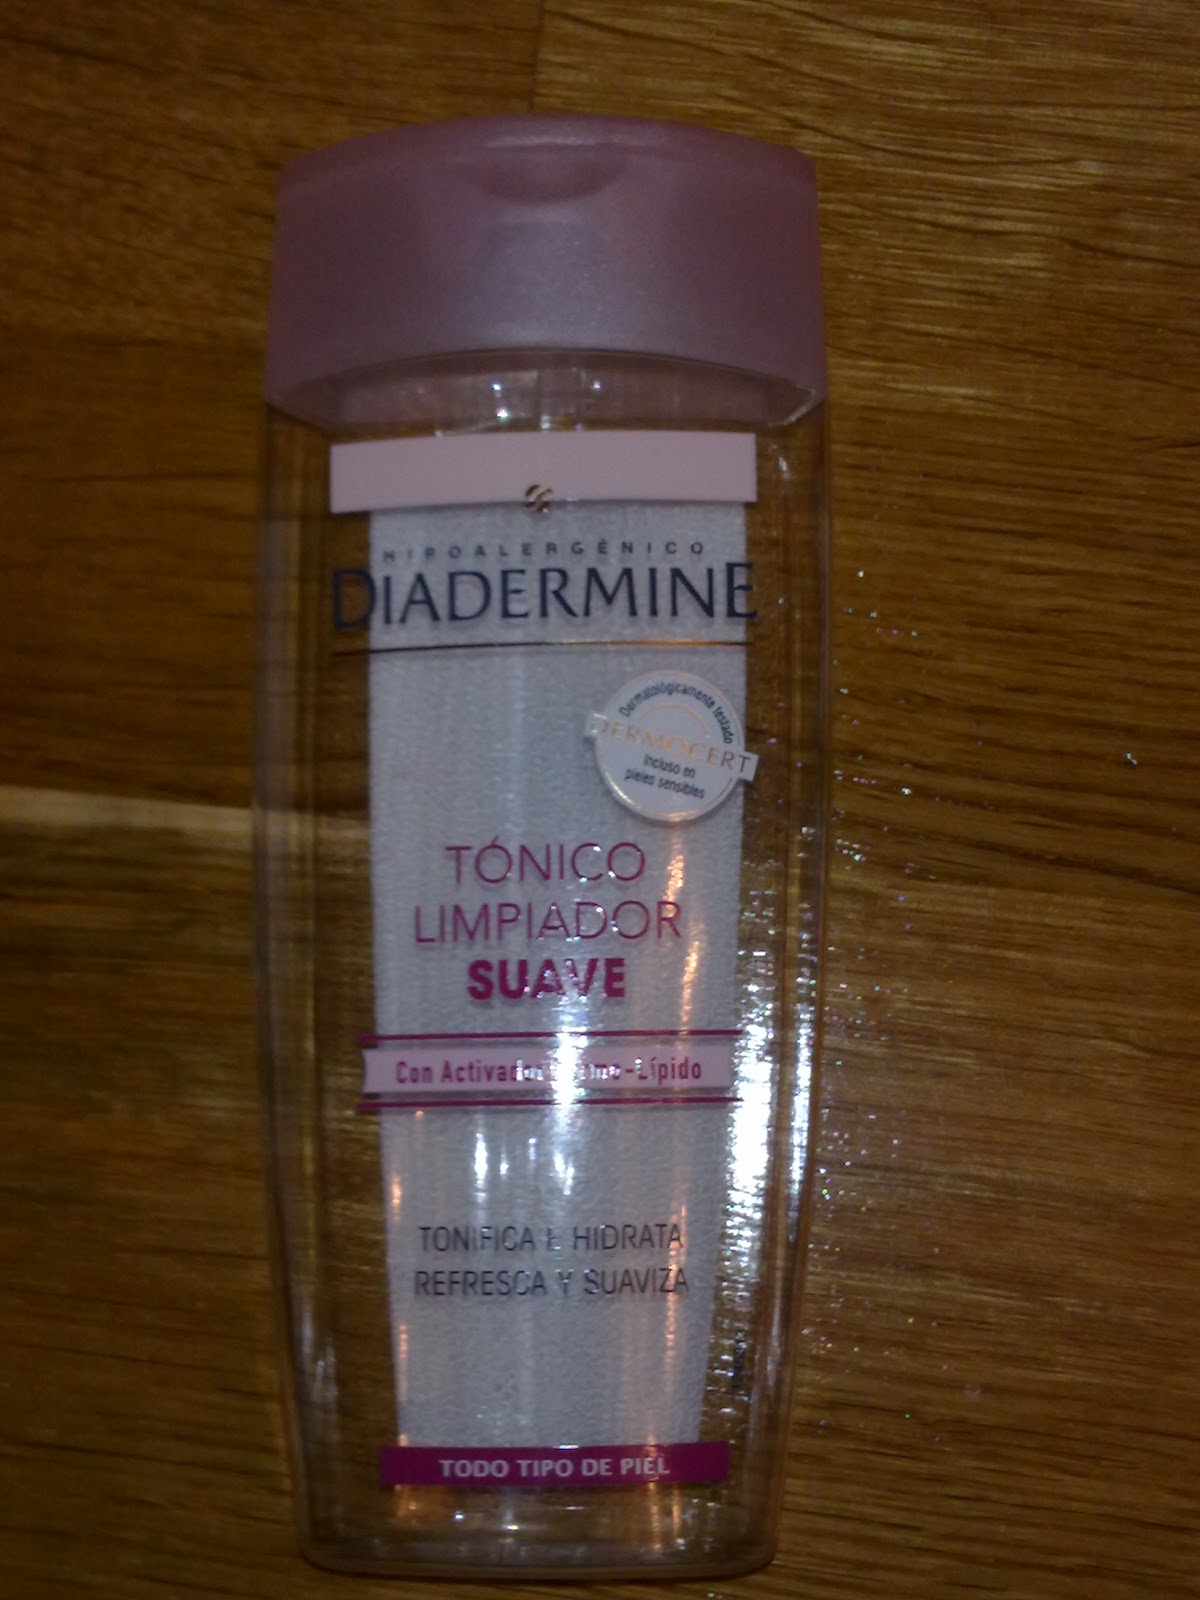 HIPOALERGÉNICO
DIADERMINE
Dermatológicamente testado
DERMOCERT
Incluso en
pieles sensibles
TÓNICO
LIMPIADOR
SUAVE
Con Activador -Lípido
TONIFICA E HIDRATA
REFRESCA Y SUAVIZA
TODO TIPO DE PIEL